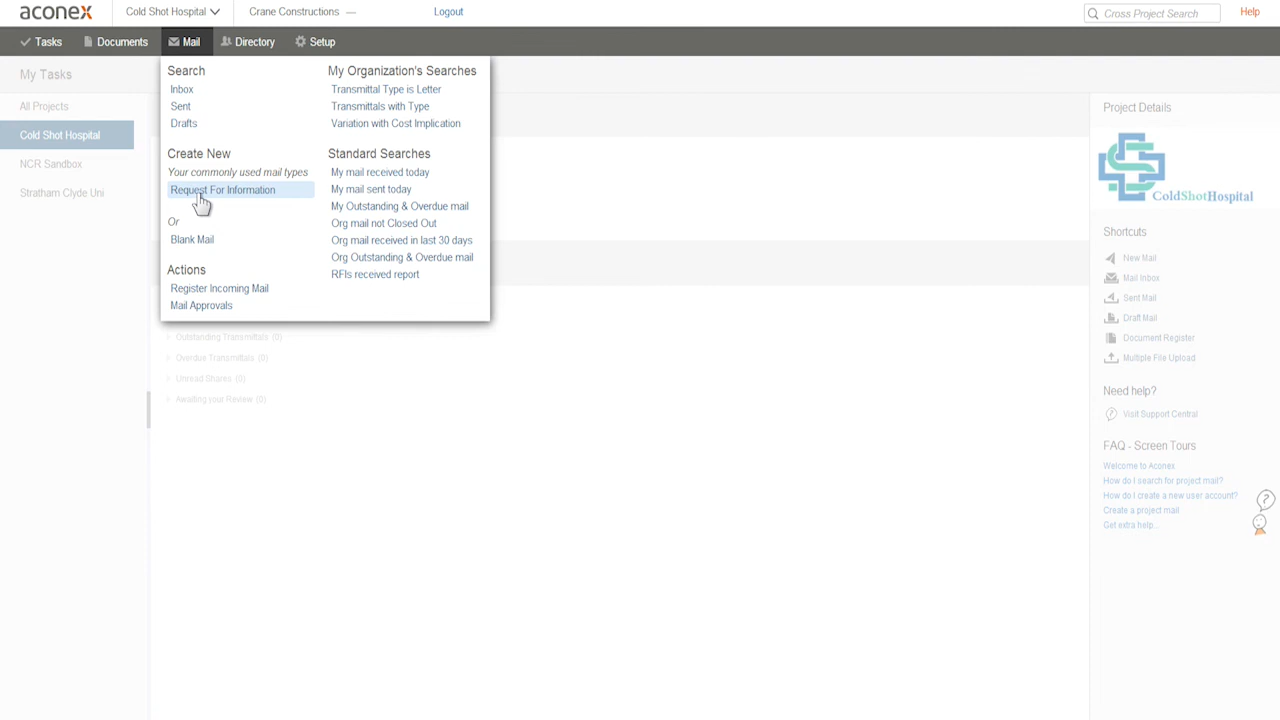 aconex
Cold Shot Hospital
Crane Constructions —
Logout
Cross Project Search
Help
Tasks
Documents
Mail
Directory
Setup
My Tasks
All Projects
Cold Shot Hospital
NCR Sandbox
Stratham Clyde Uni
Search
Inbox
Sent
Drafts
Create New
Your commonly used mail types
Request For Information
Or
Blank Mail
Actions
Register Incoming Mail
Mail Approvals
My Organization's Searches
Transmittal Type is Letter
Transmittals with Type
Variation with Cost Implication
Standard Searches
My mail received today
My mail sent today
My Outstanding & Overdue mail
Org mail not Closed Out
Org mail received in last 30 days
Org Outstanding & Overdue mail
RFIs received report
Outstanding Transmittals (0)
Overdue Transmittals (0)
Unread Shares (0)
Awaiting your Review (0)
Project Details
ColdShotHospital
Shortcuts
New Mail
Mail Inbox
Sent Mail
Draft Mail
Document Register
Multiple File Upload
Need help?
Visit Support Central
FAQ - Screen Tours
Welcome to Aconex
How do I search for project mail?
How do I create a new user account?
Create a project mail
Get extra help...